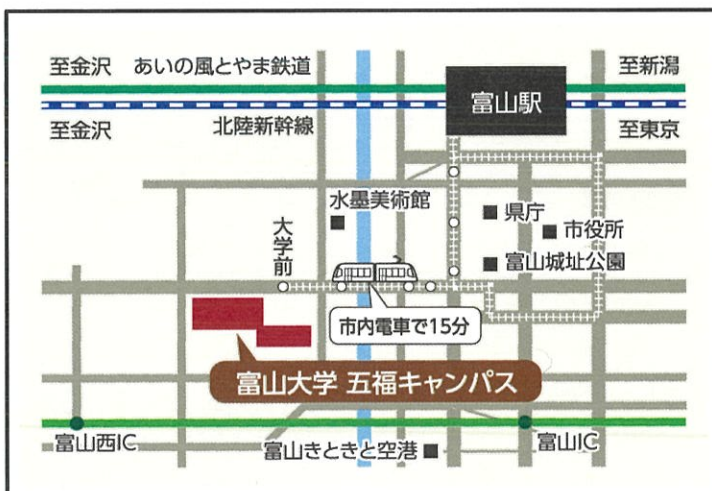 至金沢 あいの風とやま鉄道
至新潟
富山駅
至金沢
北陸新幹線
至東京
水墨美術館
県庁
市役所
大学前
富山城址公園
市内電車で15分
富山大学 五福キャンパス
富山西IC
富山きときと空港
富山IC